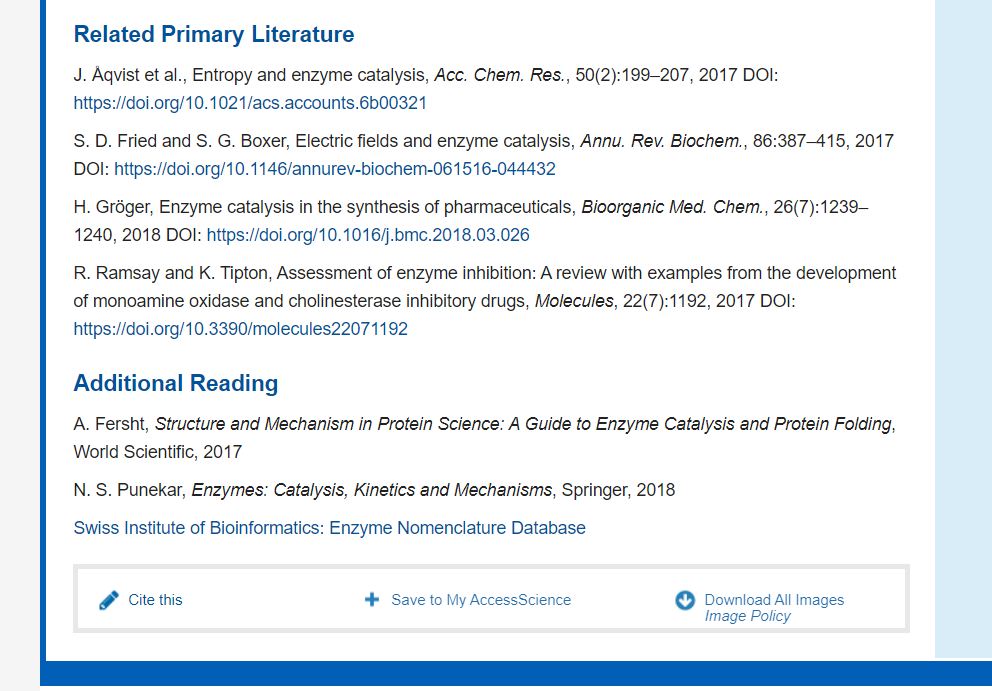 Related Primary Literature
J. Åqvist et al., Entropy and enzyme catalysis, Acc. Chem. Res., 50(2):199–207, 2017 DOI:
https://doi.org/10.1021/acs.accounts.6b00321
S. D. Fried and S. G. Boxer, Electric fields and enzyme catalysis, Annu. Rev. Biochem., 86:387–415, 2017
DOI: https://doi.org/10.1146/annurev-biochem-061516-044432
H. Gröger, Enzyme catalysis in the synthesis of pharmaceuticals, Bioorganic Med. Chem., 26(7):1239–
1240, 2018 DOI: https://doi.org/10.1016/j.bmc.2018.03.026
R. Ramsay and K. Tipton, Assessment of enzyme inhibition: A review with examples from the development
of monoamine oxidase and cholinesterase inhibitory drugs, Molecules, 22(7):1192, 2017 DOI:
https://doi.org/10.3390/molecules22071192
Additional Reading
A. Fersht, Structure and Mechanism in Protein Science: A Guide to Enzyme Catalysis and Protein Folding,
World Scientific, 2017
N. S. Punekar, Enzymes: Catalysis, Kinetics and Mechanisms, Springer, 2018
Swiss Institute of Bioinformatics: Enzyme Nomenclature Database
Cite this
Save to My AccessScience
Download All Images
Image Policy